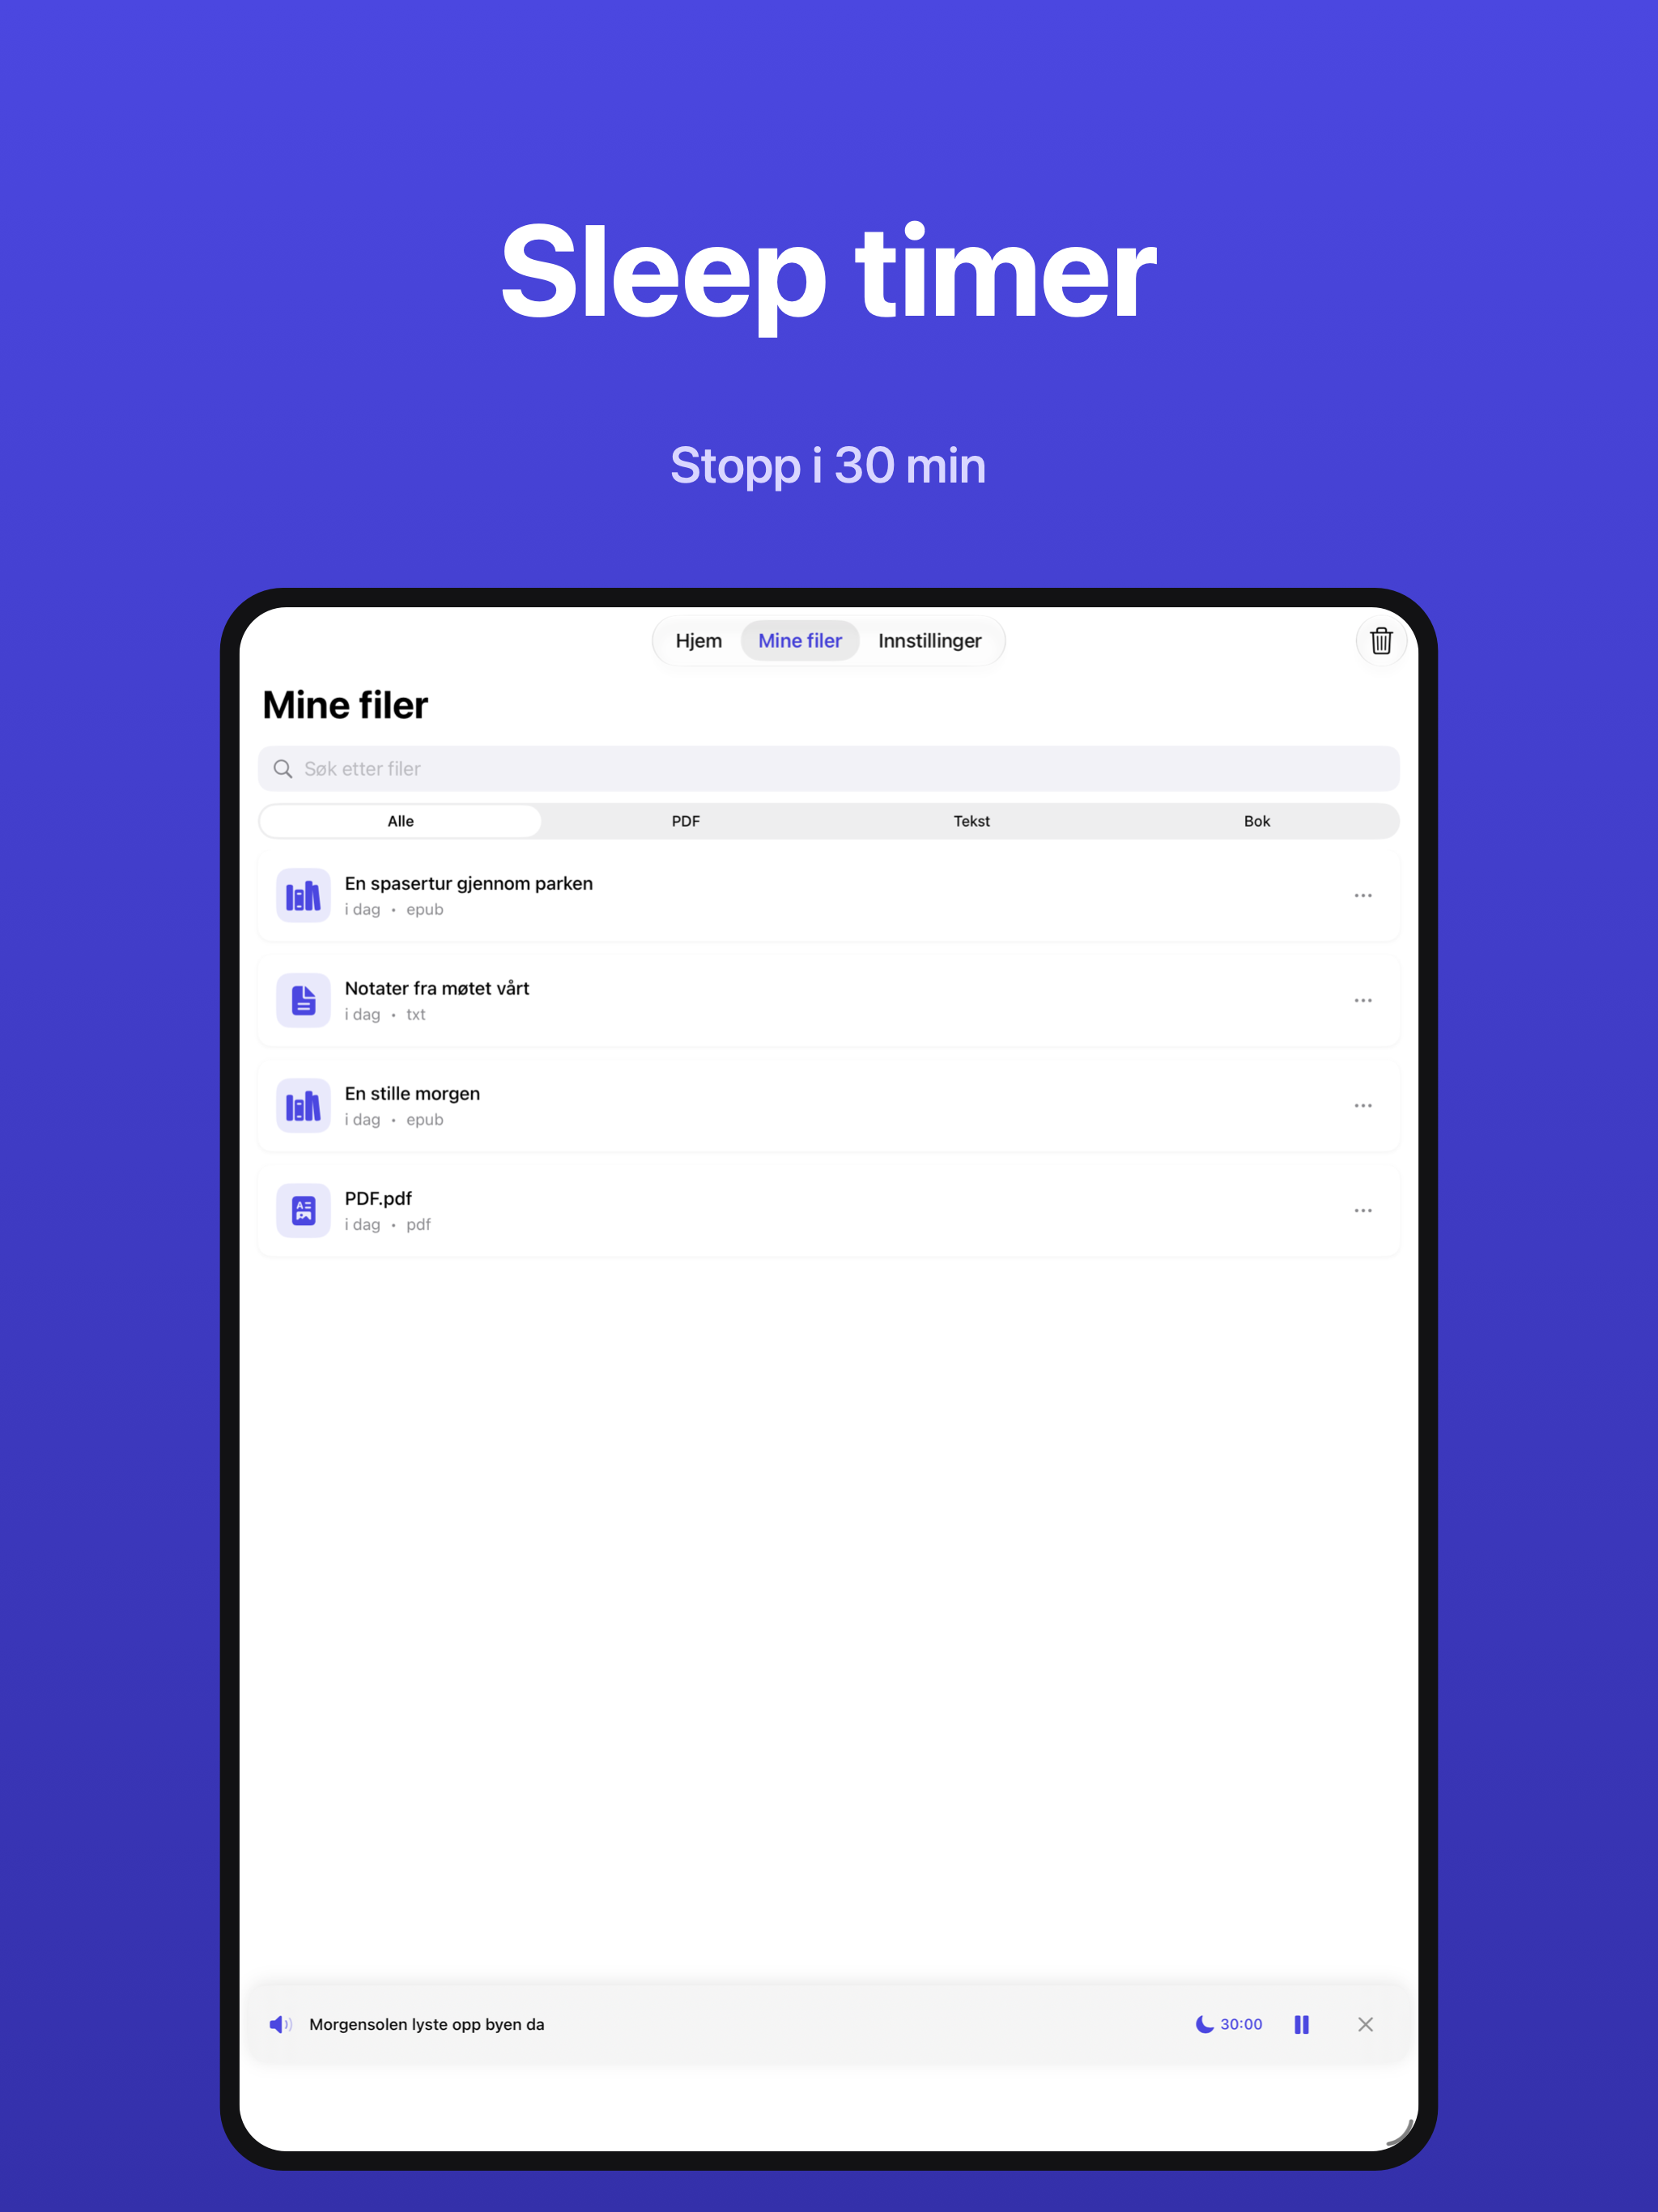 Sleep timer
Stopp i 30 min
Hjem Mine filer Innstillinger
Mine filer
Søk etter filer
Alle PDF Tekst Bok
En spasertur gjennom parken
i dag • epub
Notater fra møtet vårt
i dag • txt
En stille morgen
i dag • epub
PDF.pdf
i dag • pdf
Morgensolen lyste opp byen da 30:00